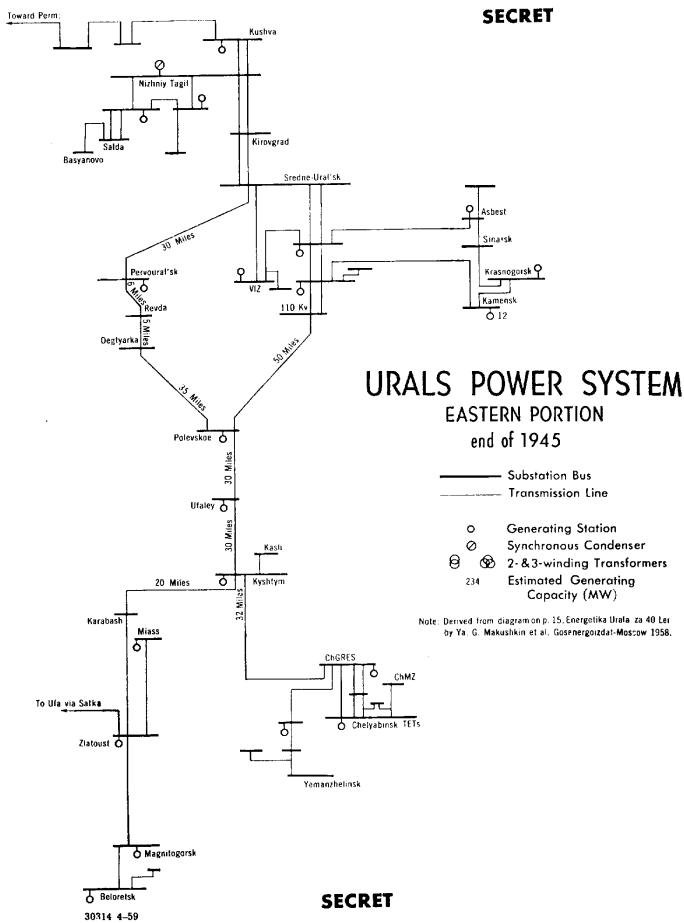 SECRET
Toward Perm:
Kushva
Nizhniy Tagil
Salda
Basyanovo
Kirovgrad
Sredne-Ural'sk
30 Miles
Asbest
Sinarsk
Krasnogorsk
Kamensk
12
Pervoural'sk
6 Miles
Revda
5 Miles
Degtyarka
VIZ
110 Kv
50 Miles
35 Miles
URALS POWER SYSTEM
EASTERN PORTION
end of 1945
Substation Bus
Transmission Line
Generating Station
Synchronous Condenser
2- & 3-winding Transformers
234 Estimated Generating
Capacity (MW)
Note: Derived from diagram on p. 15, Energetika Urala za 40 Let
by Ya. G. Makushkin et al, Gosenergoizdat-Moscow 1958.
Polevskoe
30 Miles
Ufaley
30 Miles
Kasli
Kyshtym
20 Miles
32 Miles
Karabash
Miass
To Ufa via Satka
Zlatoust
ChGRES
ChMZ
Chelyabinsk TETs
Yemanzhelinsk
Magnitogorsk
Beloretsk
30314 4-59
SECRET